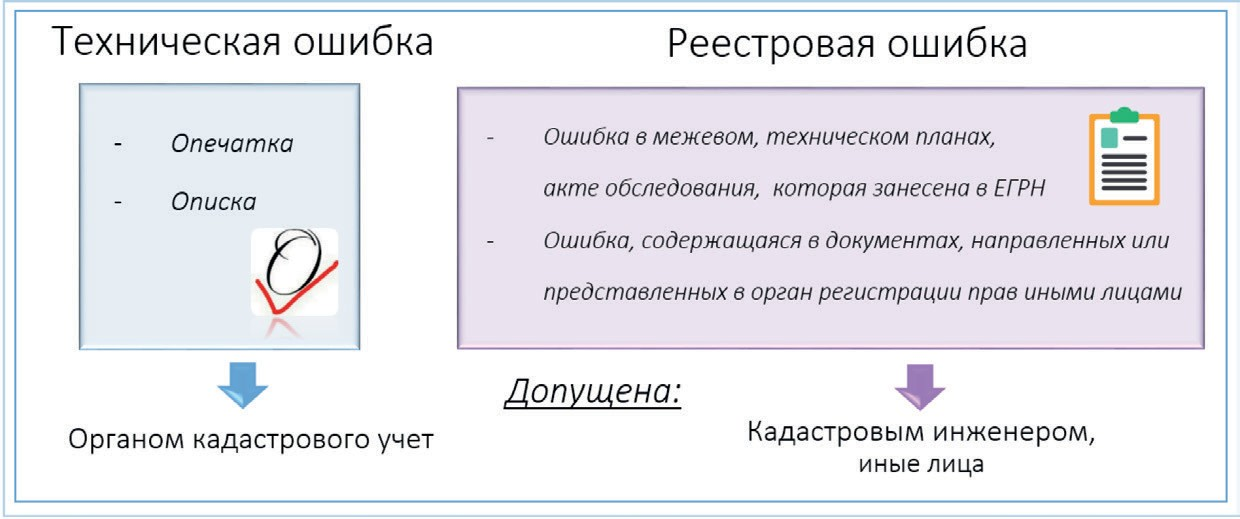 Техническая ошибка
- Опечатка
- Описка
Органом кадастрового учет
Реестровая ошибка
- Ошибка в межевом, техническом планах,
акте обследования, которая занесена в ЕГРН
- Ошибка, содержащаяся в документах, направленных или
представленных в орган регистрации прав иными лицами
Допущена:
Кадастровым инженером,
иные лица